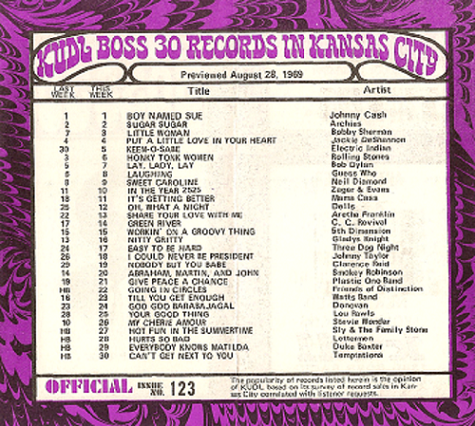 KUDL BOSS 30 RECORDS IN KANSAS CITY
Previewed August 28, 1969
LAST WEEK THIS WEEK Title Artist
1 1 BOY NAMED SUE Johnny Cash
2 2 SUGAR SUGAR Archies
7 3 LITTLE WOMAN Bobby Sherman
4 4 PUT A LITTLE LOVE IN YOUR HEART Jackie DeShannon
30 5 KEEM-O-SABE Electric Indian
3 6 HONKY TONK WOMEN Rolling Stones
5 7 LAY, LADY, LAY Bob Dylan
6 8 LAUGHING Guess Who
8 9 SWEET CAROLINE Neil Diamond
11 10 IN THE YEAR 2525 Zager & Evans
18 11 IT'S GETTING BETTER Mama Cass
25 12 OH, WHAT A NIGHT Dells
22 13 SHARE YOUR LOVE WITH ME Aretha Franklin
17 14 GREEN RIVER C. C. Revival
15 15 WORKIN' ON A GROOVY THING 5th Dimension
13 16 NITTY GRITTY Gladys Knight
24 17 EASY TO BE HARD Three Dog Night
26 18 I COULD NEVER BE PRESIDENT Johnny Taylor
29 19 NOBODY BUT YOU BABE Clarence Reid
14 20 ABRAHAM, MARTIN, AND JOHN Smokey Robinson
19 21 GIVE PEACE A CHANCE Plastic Ono Band
HB 22 GOING IN CIRCLES Friends of Distinction
16 23 TILL YOU GET ENOUGH Watts Band
23 24 GOO GOO BARABAJAGAL Donovan
28 25 YOUR GOOD THING Lou Rawls
10 26 MY CHERIE AMOUR Stevie Wonder
HB 27 HOT FUN IN THE SUMMERTIME Sly & The Family Stone
HB 28 HURTS SO BAD Lettermen
HB 29 EVERYBODY KNOWS MATILDA Duke Baxter
HB 30 CAN'T GET NEXT TO YOU Temptations
OFFICIAL ISSUE NO. 123
The popularity of records listed herein is the opinion
of KUDL based on its survey of record sales in Kan-
sas City correlated with listener requests.